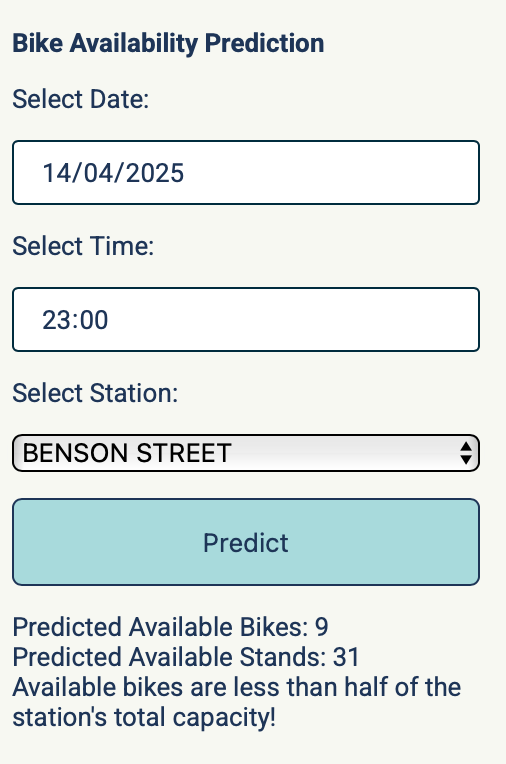 Bike Availability Prediction
Select Date:
14/04/2025
Select Time:
23:00
Select Station:
BENSON STREET
Predict
Predicted Available Bikes: 9
Predicted Available Stands: 31
Available bikes are less than half of the
station's total capacity!